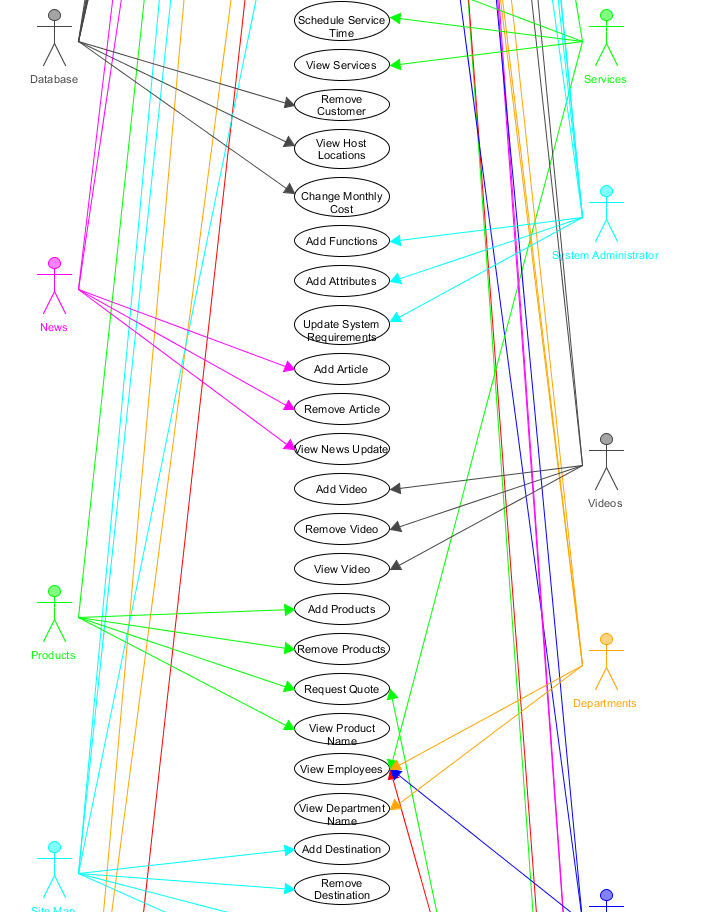 Schedule Service
Time
Database
View Services
Services
Remove
Customer
View Host
Locations
Change Monthly
Cost
Add Functions
System Administrator
Add Attributes
Update System
Requirements
News
Add Article
Remove Article
View News Update
Add Video
Videos
Remove Video
View Video
Add Products
Remove Products
Products
Request Quote
Departments
View Product
Name
View Employees
View Department
Name
Add Destination
Remove
Destination
Site Map